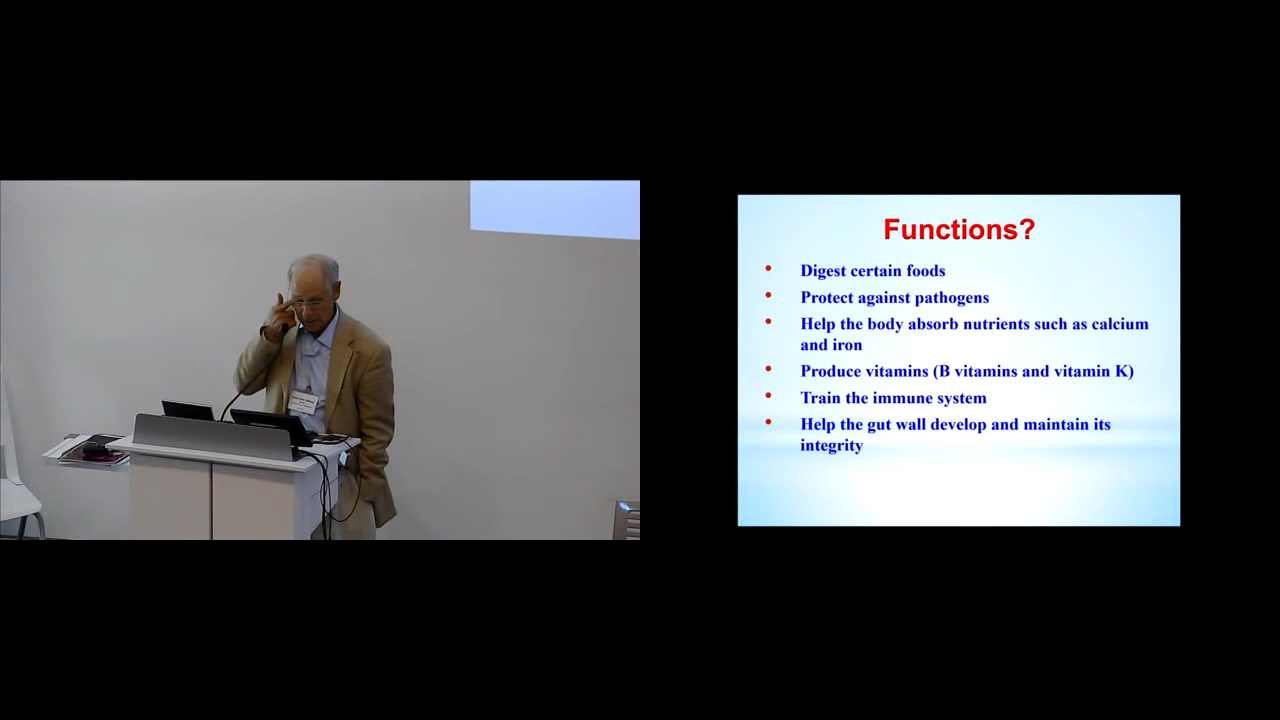 Functions?
• Digest certain foods
• Protect against pathogens
• Help the body absorb nutrients such as calcium
and iron
• Produce vitamins (B vitamins and vitamin K)
• Train the immune system
• Help the gut wall develop and maintain its
integrity